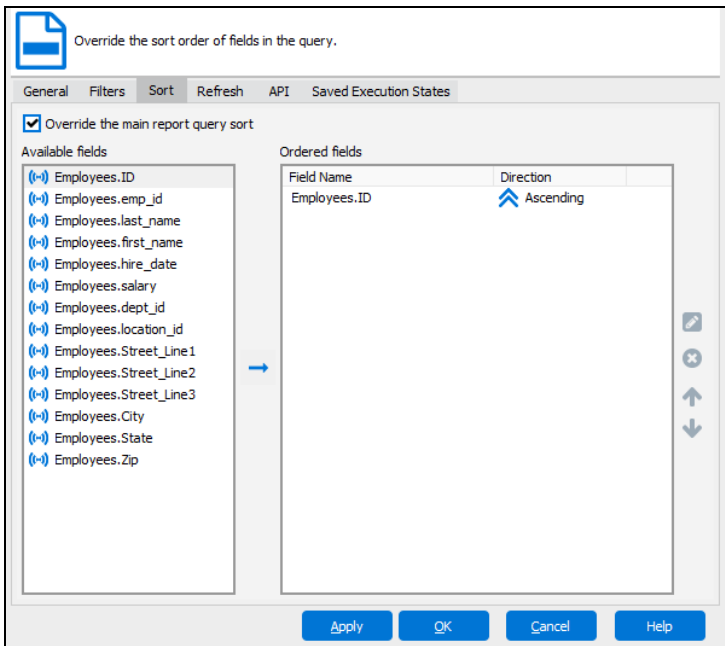 Override the sort order of fields in the query.
General Filters Sort Refresh API Saved Execution States
Override the main report query sort
Available fields
Employees.ID
Employees.emp_id
Employees.last_name
Employees.first_name
Employees.hire_date
Employees.salary
Employees.dept_id
Employees.location_id
Employees.Street_Line1
Employees.Street_Line2
Employees.Street_Line3
Employees.City
Employees.State
Employees.Zip
Ordered fields
Field Name Direction
Employees.ID Ascending
Apply OK Cancel Help